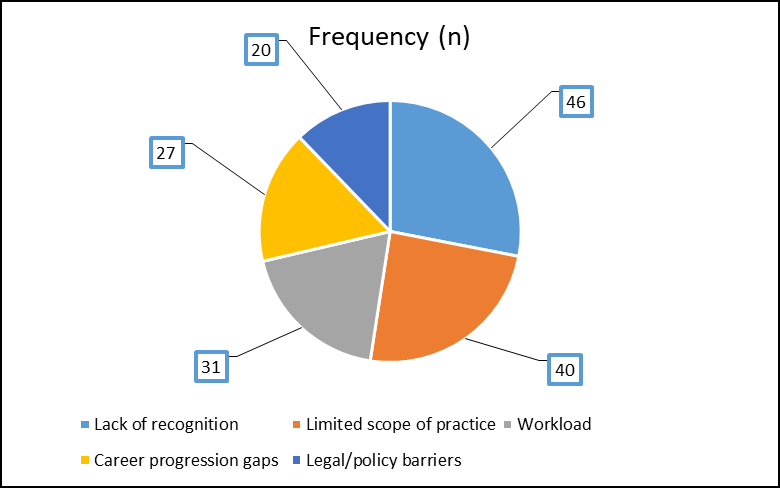 Frequency (n)
20
46
27
31
40
Lack of recognition
Limited scope of practice
Workload
Career progression gaps
Legal/policy barriers